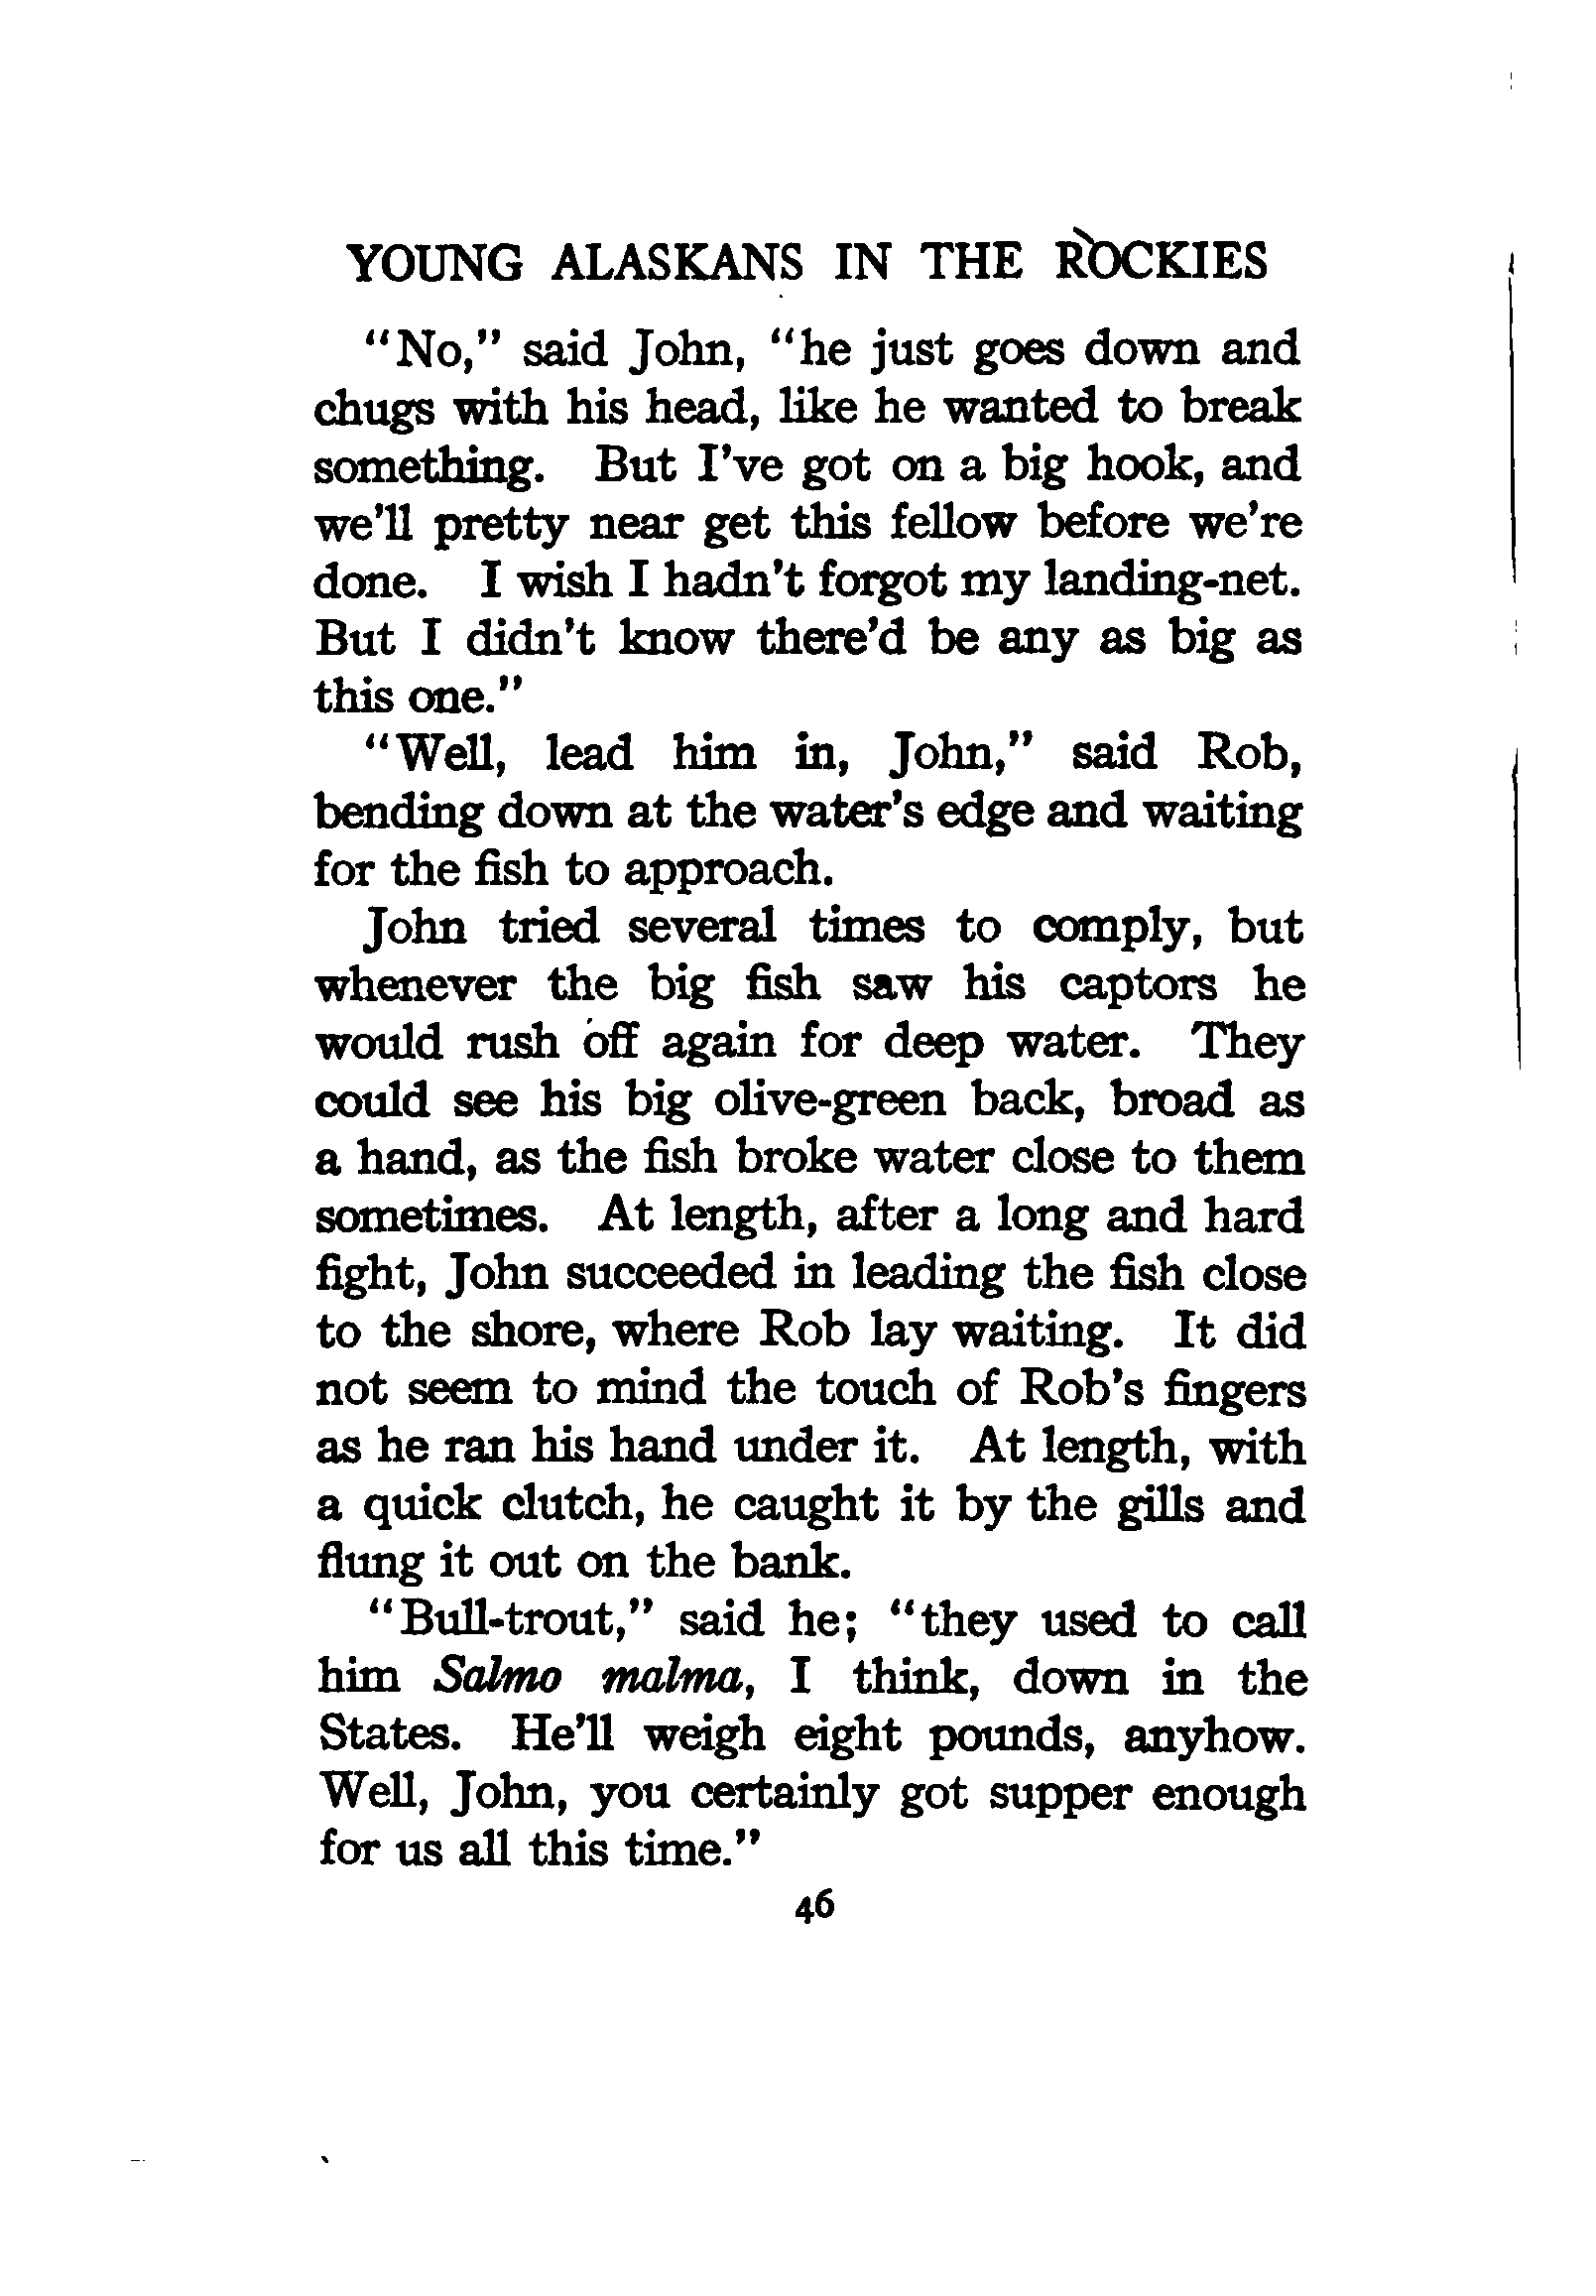 YOUNG ALASKANS IN THE ROCKIES
"No," said John, "he just goes down and
chugs with his head, like he wanted to break
something. But I've got on a big hook, and
we'll pretty near get this fellow before we're
done. I wish I hadn't forgot my landing-net.
But I didn't know there'd be any as big as
this one."
"Well, lead him in, John," said Rob,
bending down at the water's edge and waiting
for the fish to approach.
John tried several times to comply, but
whenever the big fish saw his captors he
would rush off again for deep water. They
could see his big olive-green back, broad as
a hand, as the fish broke water close to them
sometimes. At length, after a long and hard
fight, John succeeded in leading the fish close
to the shore, where Rob lay waiting. It did
not seem to mind the touch of Rob's fingers
as he ran his hand under it. At length, with
a quick clutch, he caught it by the gills and
flung it out on the bank.
"Bull-trout," said he; "they used to call
him Salmo malma, I think, down in the
States. He'll weigh eight pounds, anyhow.
Well, John, you certainly got supper enough
for us all this time."
46